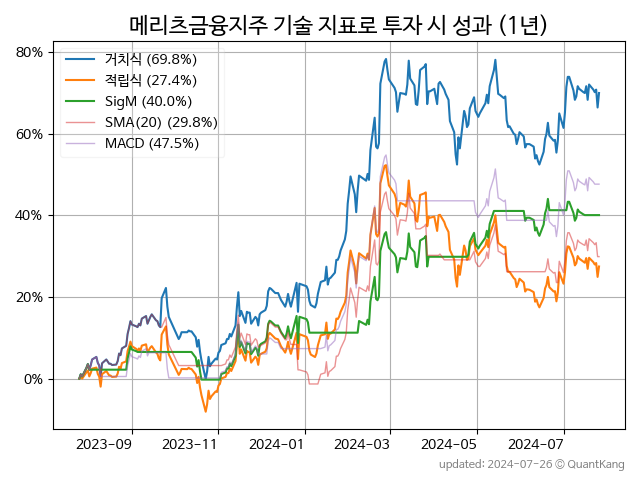 메리츠금융지주 기술 지표로 투자 시 성과 (1년)
80%
60%
40%
20%
0%
거치식 (69.8%)
적립식 (27.4%)
SigM (40.0%)
SMA(20) (29.8%)
MACD (47.5%)
2023-09 2023-11 2024-01 2024-03 2024-05 2024-07
updated: 2024-07-26 © QuantKang